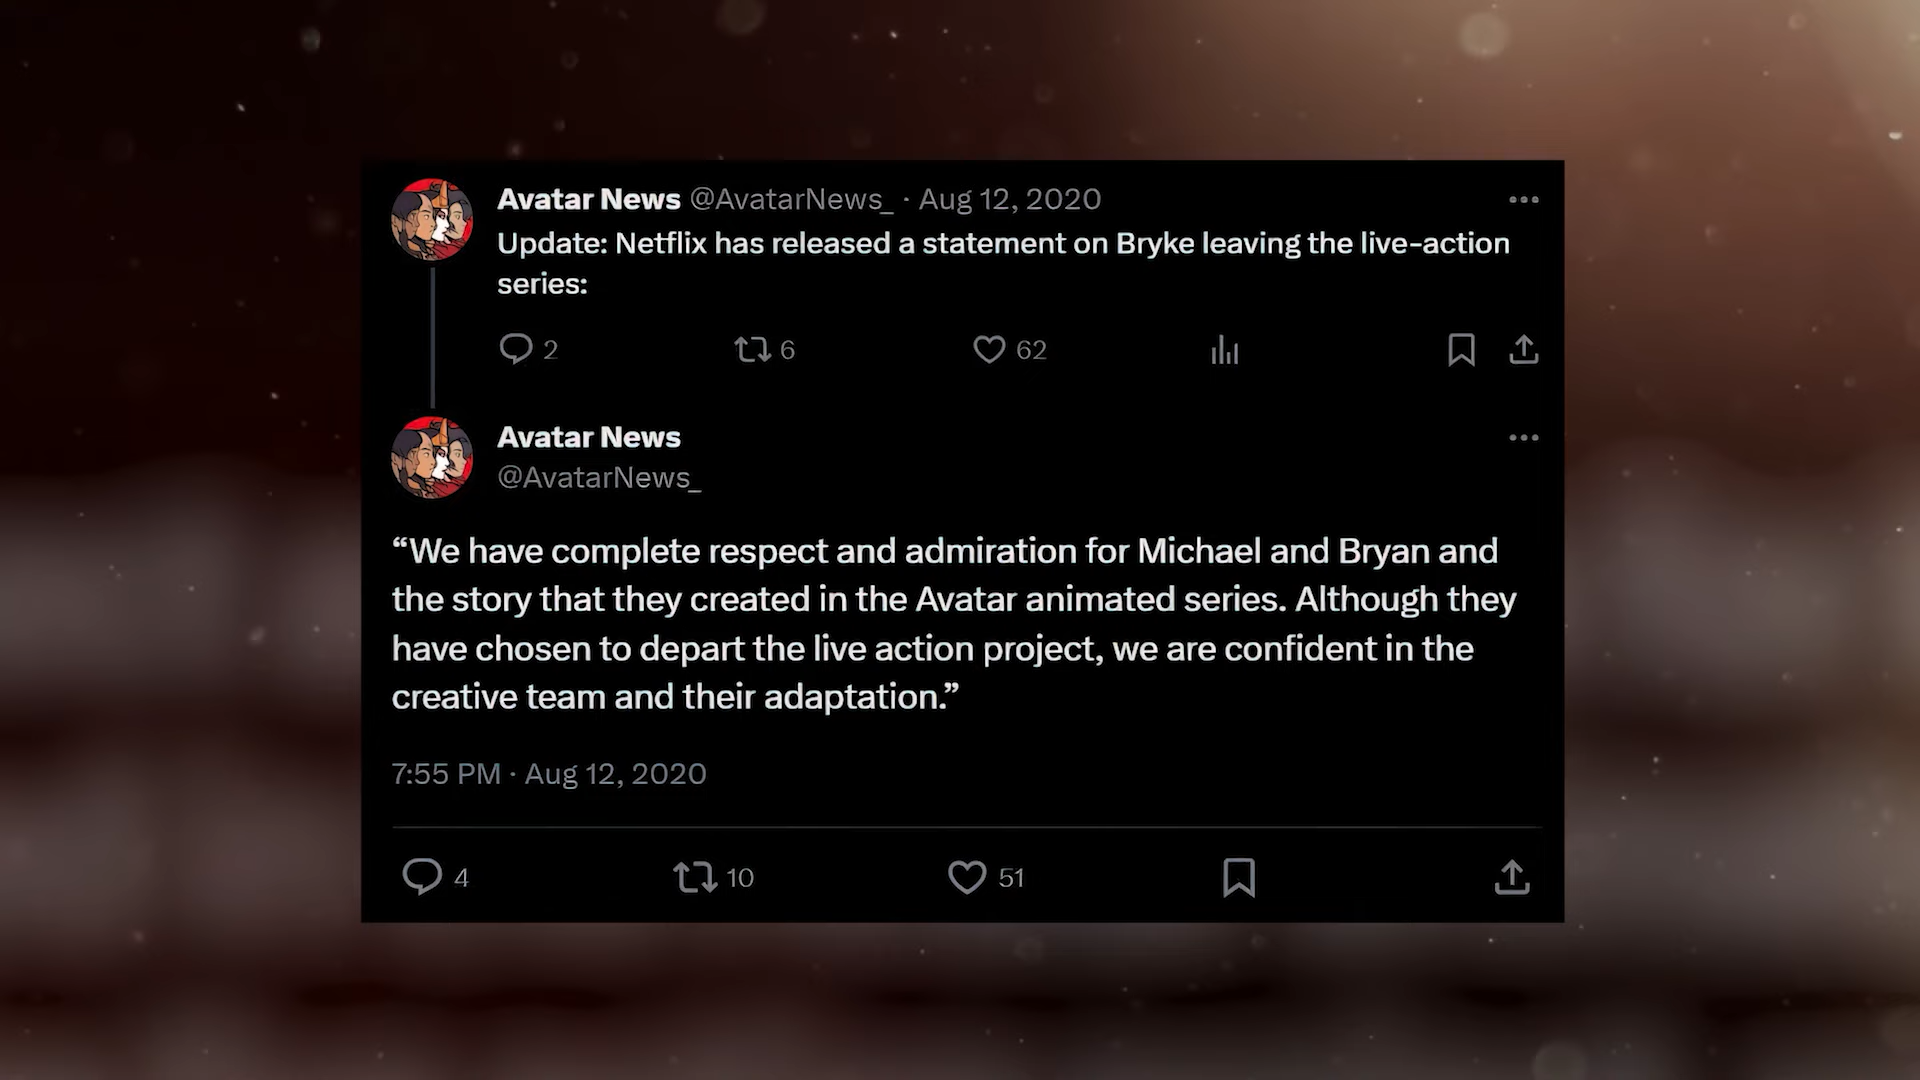 Avatar News @AvatarNews_ · Aug 12, 2020
Update: Netflix has released a statement on Bryke leaving the live-action
series:
2 6 62
Avatar News
@AvatarNews_
“We have complete respect and admiration for Michael and Bryan and
the story that they created in the Avatar animated series. Although they
have chosen to depart the live action project, we are confident in the
creative team and their adaptation.”
7:55 PM · Aug 12, 2020
4 10 51